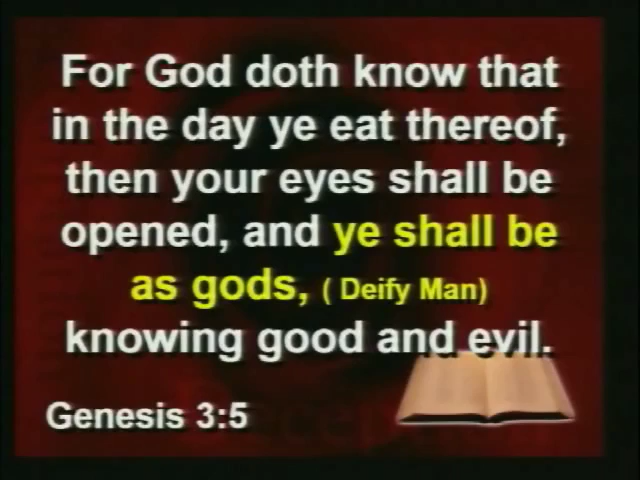 For God doth know that
in the day ye eat thereof,
then your eyes shall be
opened, and ye shall be
as gods, ( Deify Man)
knowing good and evil.
Genesis 3:5